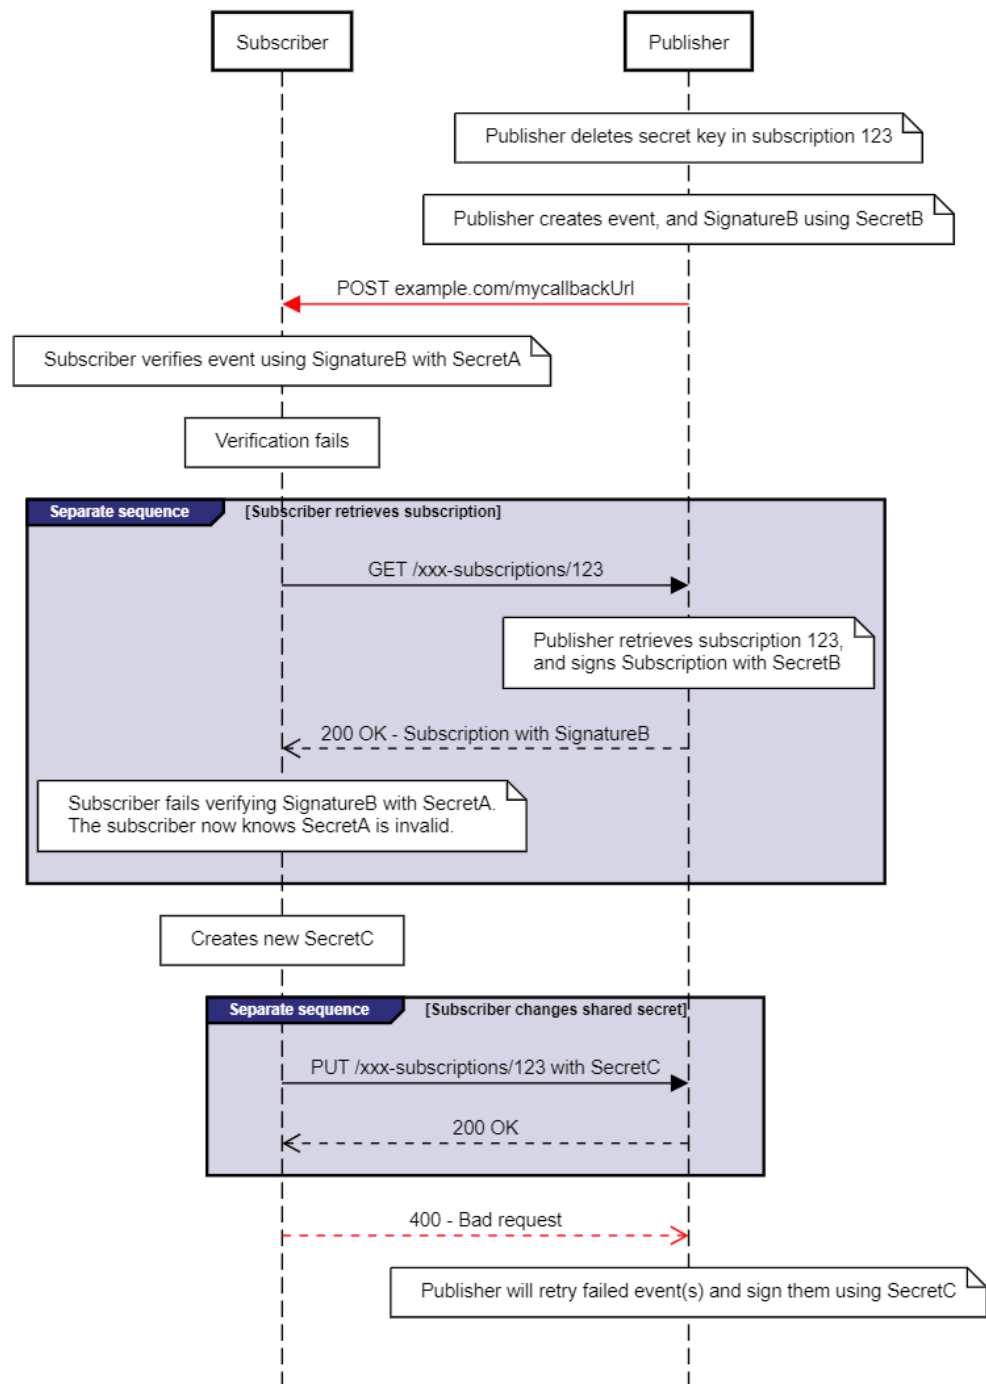 Subscriber
Publisher
Publisher deletes secret key in subscription 123
Publisher creates event, and SignatureB using SecretB
POST example.com/mycallbackUrl
Subscriber verifies event using SignatureB with SecretA
Verification fails
Separate sequence
[Subscriber retrieves subscription]
GET /xxx-subscriptions/123
Publisher retrieves subscription 123,
and signs Subscription with SecretB
200 OK - Subscription with SignatureB
Subscriber fails verifying SignatureB with SecretA.
The subscriber now knows SecretA is invalid.
Creates new SecretC
Separate sequence
[Subscriber changes shared secret]
PUT /xxx-subscriptions/123 with SecretC
200 OK
400 - Bad request
Publisher will retry failed event(s) and sign them using SecretC